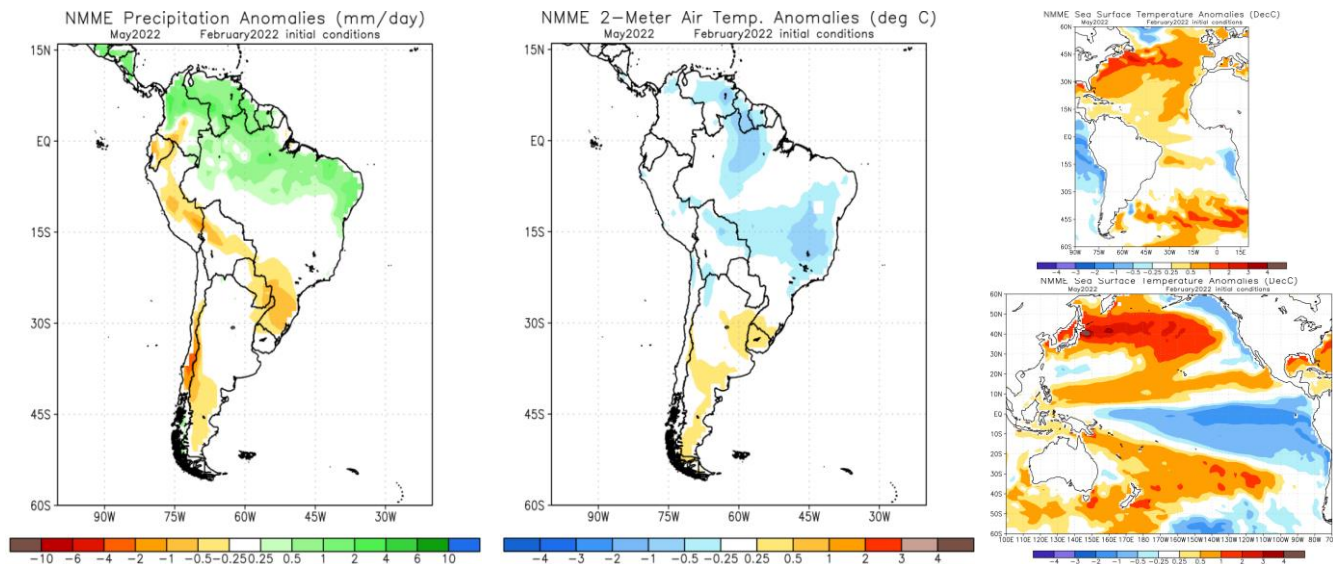 NMME Precipitation Anomalies (mm/day)
May2022 February2022 initial conditions
15N
EQ
15S
30S
45S
60S
90W 75W 60W 45W 30W
-10 -6 -4 -2 -1 -0.5 -0.25 0.25 0.5 1 2 4 6 10
NMME 2-Meter Air Temp. Anomalies (deg C)
May2022 February2022 initial conditions
15N
EQ
15S
30S
45S
60S
90W 75W 60W 45W 30W
-4 -3 -2 -1 -0.5 -0.25 0.25 0.5 1 2 3 4
NMME Sea Surface Temperature Anomalies (DecC)
May2022 February2022 initial conditions
60N
45N
30N
15N
EQ
15S
30S
45S
60S
90W 75W 60W 45W 30W 15W 0 15E
-4 -3 -2 -1 -0.5 -0.25 0.25 0.5 1 2 3 4
NMME Sea Surface Temperature Anomalies (DecC)
May2022 February2022 initial conditions
60N
50N
40N
30N
20N
10N
EQ
10S
20S
30S
40S
50S
60S
100E 110E 120E 130E 140E 150E 160E 170E 180 170W 160W 150W 140W 130W 120W 110W 100W 90W 80W 70W
-4 -3 -2 -1 -0.5 -0.25 0.25 0.5 1 2 3 4